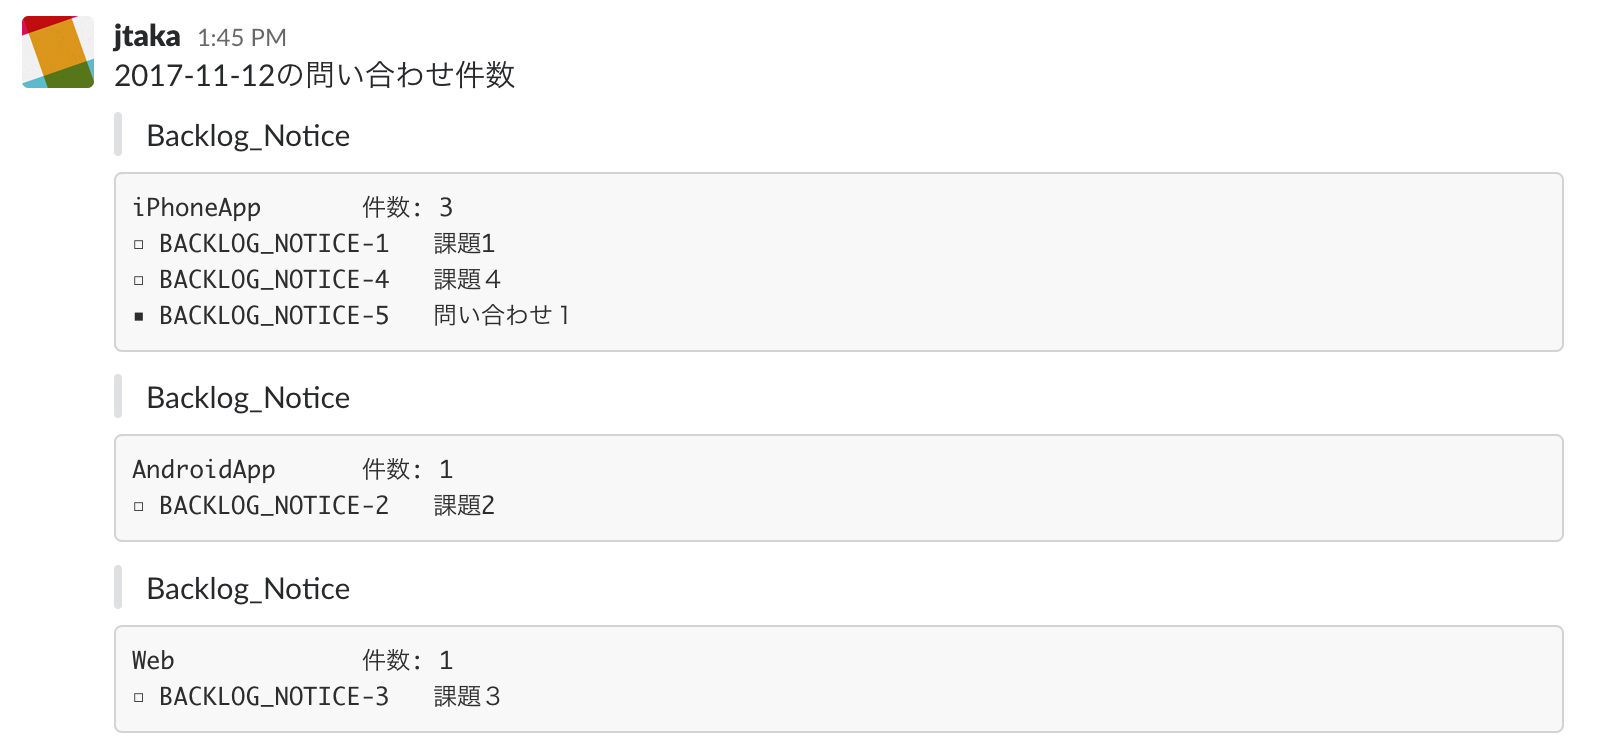 jtaka 1:45 PM
2017-11-12の問い合わせ件数
Backlog_Notice
iPhoneApp 件数: 3
▫ BACKLOG_NOTICE-1 課題1
▫ BACKLOG_NOTICE-4 課題４
▪ BACKLOG_NOTICE-5 問い合わせ１
Backlog_Notice
AndroidApp 件数: 1
▫ BACKLOG_NOTICE-2 課題2
Backlog_Notice
Web 件数: 1
▫ BACKLOG_NOTICE-3 課題３